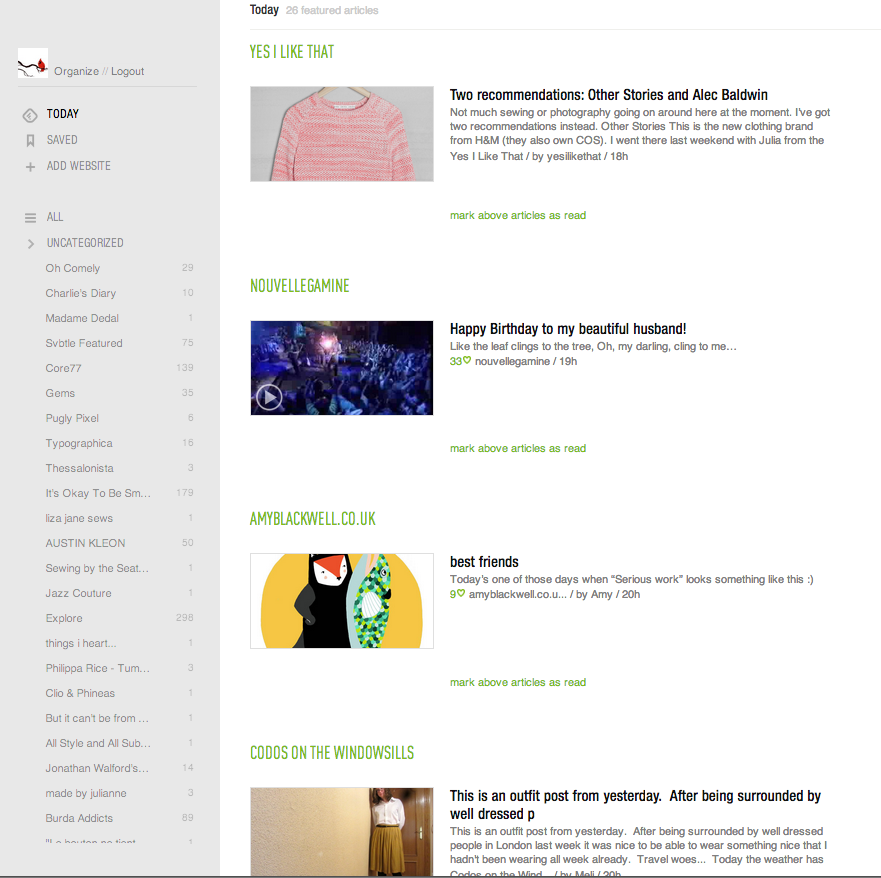 Organize // Logout
TODAY
SAVED
ADD WEBSITE
ALL
UNCATEGORIZED
Oh Comely 29
Charlie's Diary 10
Madame Dedal 1
Svbtle Featured 75
Core77 139
Gems 35
Pugly Pixel 6
Typographica 16
Thessalonista 3
It's Okay To Be Sm... 179
liza jane sews 1
AUSTIN KLEON 50
Sewing by the Seat... 1
Jazz Couture 1
Explore 298
things i heart... 1
Philippa Rice - Tum... 3
Clio & Phineas 1
But it can't be from ... 1
All Style and All Sub... 1
Jonathan Walford's... 14
made by julianne 3
Burda Addicts 89
"Le bouton ne tient 1
Today 26 featured articles
YES I LIKE THAT
Two recommendations: Other Stories and Alec Baldwin
Not much sewing or photography going on around here at the moment. I've got
two recommendations instead. Other Stories This is the new clothing brand
from H&M (they also own COS). I went there last weekend with Julia from the
Yes I Like That / by yesilikethat / 18h
mark above articles as read
NOUVELLEGAMINE
Happy Birthday to my beautiful husband!
Like the leaf clings to the tree, Oh, my darling, cling to me…
33♡ nouvellegamine / 19h
mark above articles as read
AMYBLACKWELL.CO.UK
best friends
Today's one of those days when “Serious work” looks something like this :)
9♡ amyblackwell.co.u... / by Amy / 20h
mark above articles as read
CODOS ON THE WINDOWSILLS
This is an outfit post from yesterday.  After being surrounded by
well dressed p
This is an outfit post from yesterday.  After being surrounded by well dressed
people in London last week it was nice to be able to wear something nice that I
hadn't been wearing all week already.  Travel woes...  Today the weather has
Codos on the Wind... / by Meli / 20h